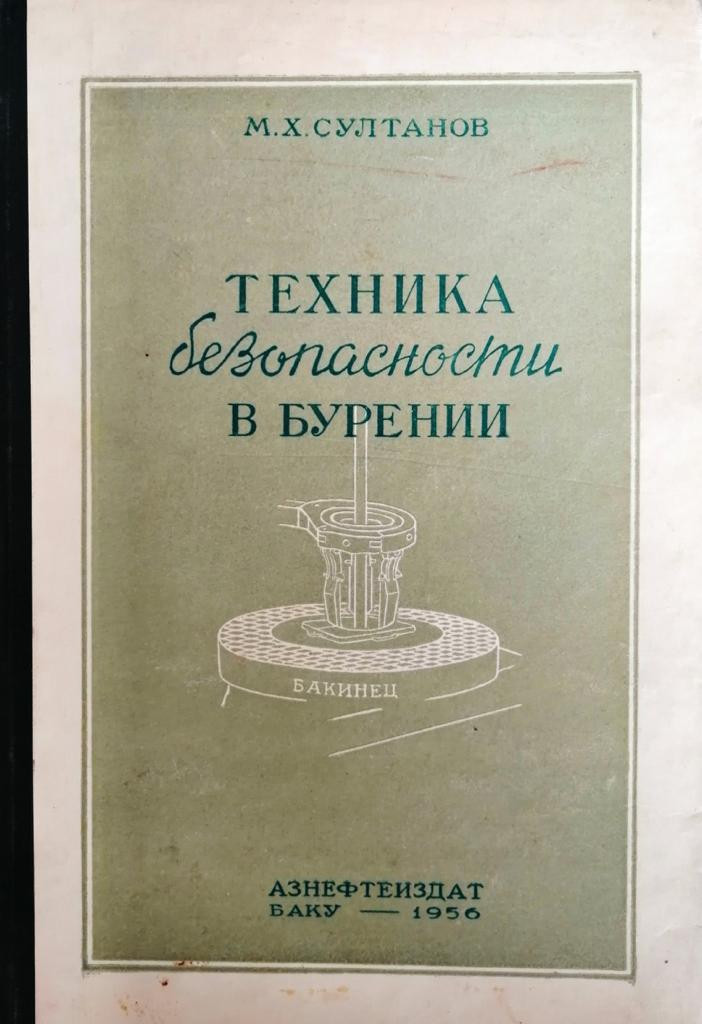 М.Х.СУЛТАНОВ
ТЕХНИКА
безопасности
В БУРЕНИИ
БАКИНЕЦ
АЗНЕФТЕИЗДАТ
БАКУ — 1956